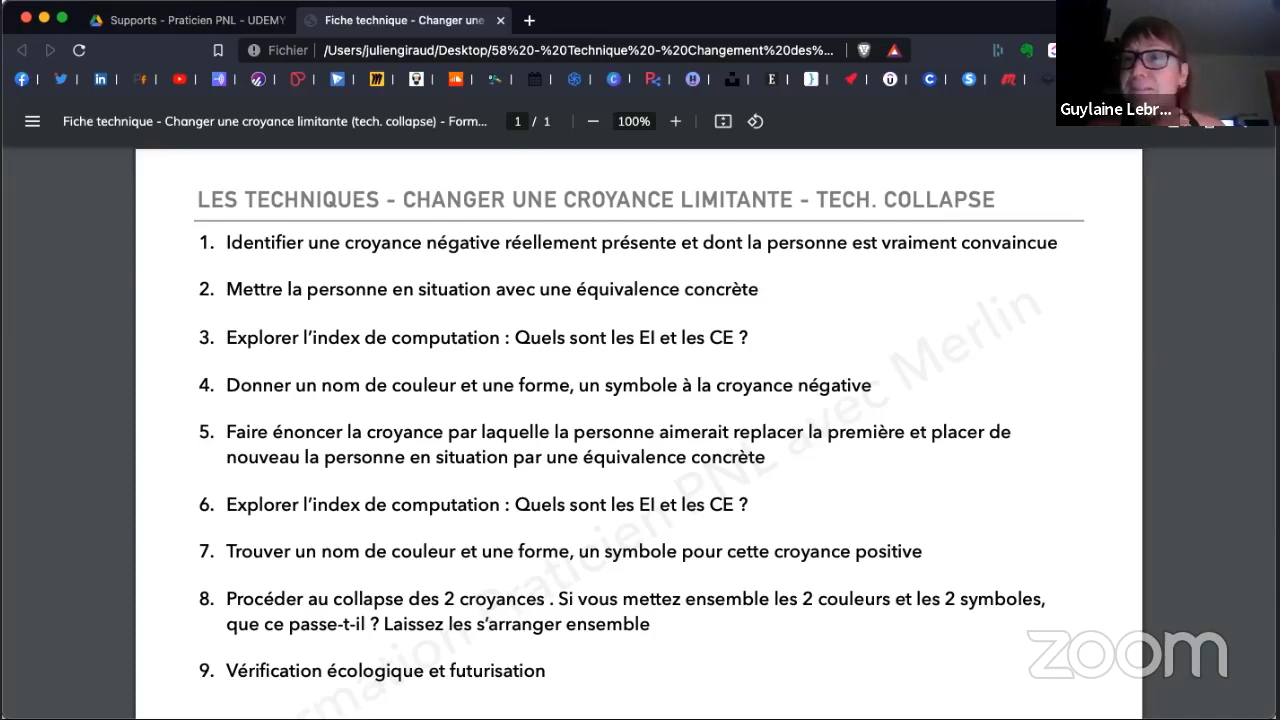 Supports - Praticien PNL - UDEMY
Fiche technique - Changer une
Fichier
/Users/juliengiraud/Desktop/58%20-%20Technique%20-%20Changement%20des%...
Guylaine Lebr...
Fiche technique - Changer une croyance limitante (tech. collapse) - Form...
1 / 1
100%
LES TECHNIQUES - CHANGER UNE CROYANCE LIMITANTE - TECH. COLLAPSE
1. Identifier une croyance négative réellement présente et dont la personne est vraiment convaincue
2. Mettre la personne en situation avec une équivalence concrète
3. Explorer l'index de computation : Quels sont les EI et les CE ?
4. Donner un nom de couleur et une forme, un symbole à la croyance négative
5. Faire énoncer la croyance par laquelle la personne aimerait replacer la première et placer de
nouveau la personne en situation par une équivalence concrète
6. Explorer l'index de computation : Quels sont les EI et les CE ?
7. Trouver un nom de couleur et une forme, un symbole pour cette croyance positive
8. Procéder au collapse des 2 croyances . Si vous mettez ensemble les 2 couleurs et les 2 symboles,
que ce passe-t-il ? Laissez les s'arranger ensemble
9. Vérification écologique et futurisation
Formation Praticien PNL avec Merlin
zoom